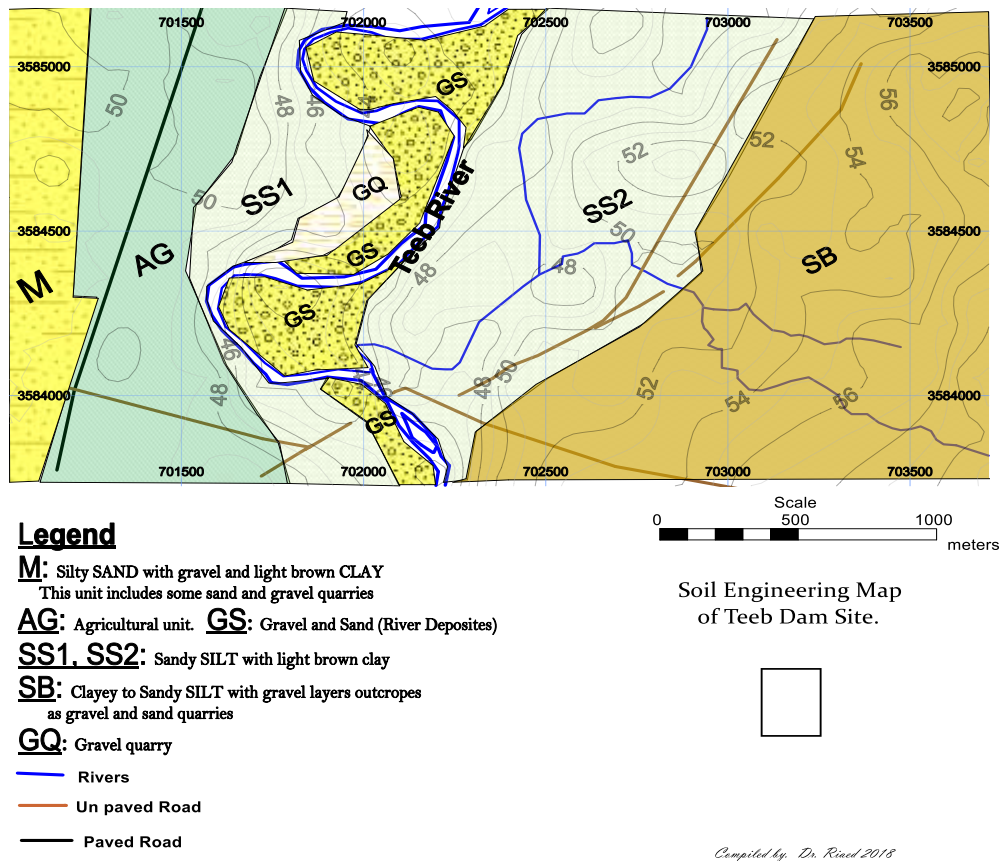 701500 702000 702500 703000 703500
3585000 3585000
50 48 46 44 GS 56
52 52 54
50 SS1 GQ SS2
3584500 Teeb River 50 3584500
M AG GS 48 48 SB
GS
46
48 44 48 50 52 54 56
3584000 3584000
GS
701500 702000 702500 703000 703500
Scale
0 500 1000
meters
Legend
M: Silty SAND with gravel and light brown CLAY
This unit includes some sand and gravel quarries
AG: Agricultural unit. GS: Gravel and Sand (River Deposites)
SS1, SS2: Sandy SILT with light brown clay
SB: Clayey to Sandy SILT with gravel layers outcropes
as gravel and sand quarries
GQ: Gravel quarry
Rivers
Un paved Road
Paved Road
Soil Engineering Map
of Teeb Dam Site.
Compiled by. Dr. Riaed 2018